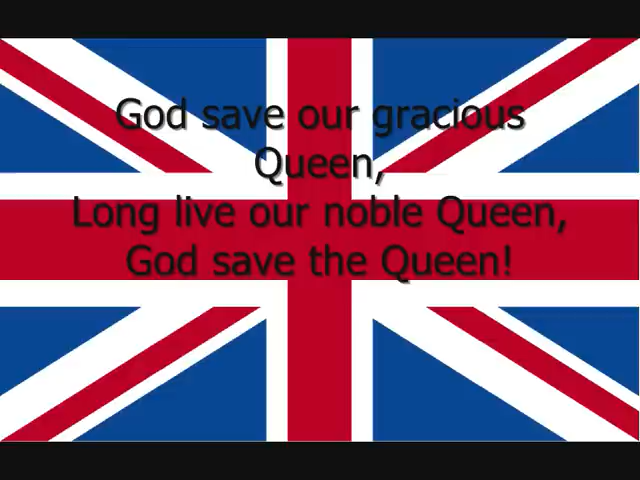 God save our gracious
Queen,
Long live our noble Queen,
God save the Queen!